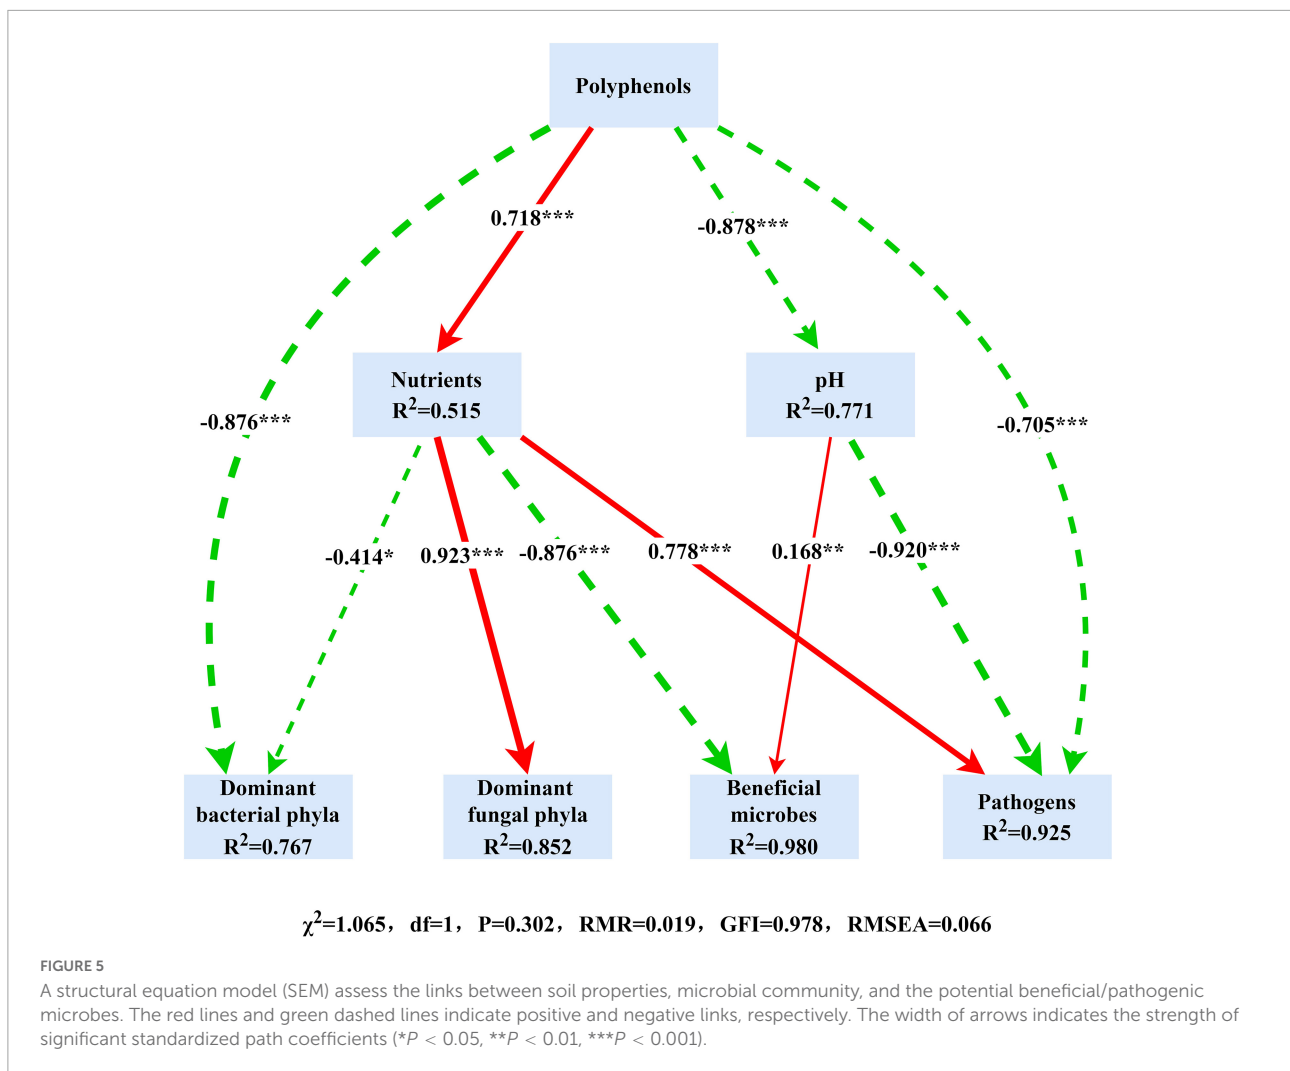 Polyphenols
0.718***
-0.878***
Nutrients
R²=0.515
pH
R²=0.771
-0.876***
-0.705***
-0.414*
0.923***
-0.876***
0.778***
0.168**
-0.920***
Dominant
bacterial phyla
R²=0.767
Dominant
fungal phyla
R²=0.852
Beneficial
microbes
R²=0.980
Pathogens
R²=0.925
χ²=1.065， df=1， P=0.302， RMR=0.019， GFI=0.978， RMSEA=0.066
FIGURE 5
A structural equation model (SEM) assess the links between soil properties, microbial community, and the potential beneficial/pathogenic
microbes. The red lines and green dashed lines indicate positive and negative links, respectively. The width of arrows indicates the strength of
significant standardized path coefficients (*P < 0.05, **P < 0.01, ***P < 0.001).